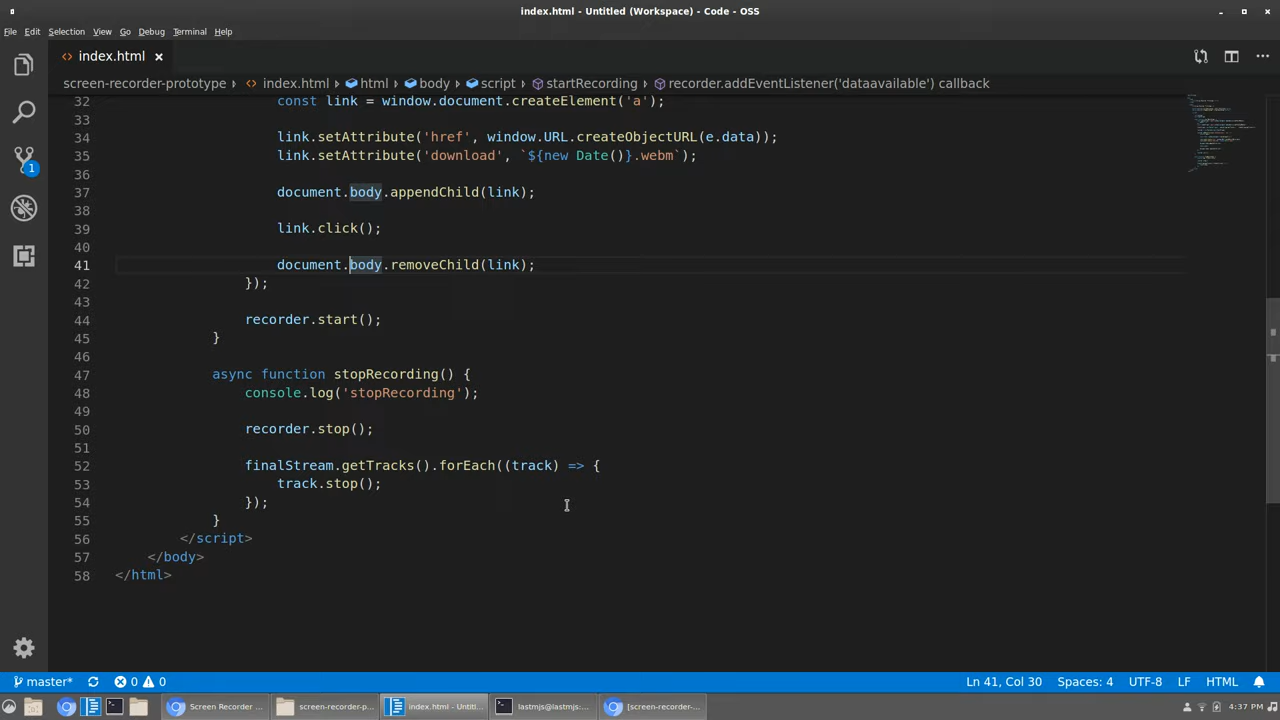 index.html - Untitled (Workspace) - Code - OSS
File Edit Selection View Go Debug Terminal Help
index.html
screen-recorder-prototype index.html html body script startRecording recorder.addEventListener('dataavailable') callback
32 const link = window.document.createElement('a');
33
34 link.setAttribute('href', window.URL.createObjectURL(e.data));
35 link.setAttribute('download', `${new Date()}.webm`);
36
37 document.body.appendChild(link);
38
39 link.click();
40
41 document.body.removeChild(link);
42 });
43
44 recorder.start();
45 }
46
47 async function stopRecording() {
48 console.log('stopRecording');
49
50 recorder.stop();
51
52 finalStream.getTracks().forEach((track) => {
53 track.stop();
54 });
55 }
56 </script>
57 </body>
58 </html>
1
master* 0 0 Ln 41, Col 30 Spaces: 4 UTF-8 LF HTML
Screen Recorder ... screen-recorder-p... index.html - Untitl... lastmjs@lastmjs:... [screen-recorder-... 4:37 PM